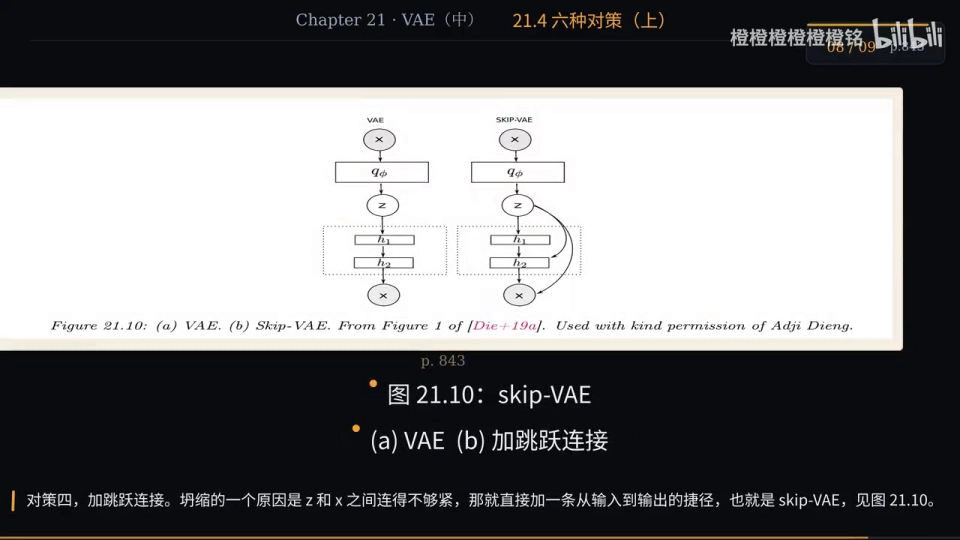 Chapter 21 · VAE（中） 21.4 六种对策（上）
橙橙橙橙橙橙铭 bilibili
08 / 09 p.843
VAE SKIP-VAE
x x
qϕ qϕ
z z
h1 h1
h2 h2
x x
Figure 21.10: (a) VAE. (b) Skip-VAE. From Figure 1 of [Die+19a]. Used with kind permission of Adji Dieng.
p. 843
图 21.10：skip-VAE
(a) VAE (b) 加跳跃连接
对策四，加跳跃连接。坍缩的一个原因是 z 和 x 之间连得不够紧，那就直接加一条从输入到输出的捷径，也就是 skip-VAE，见图 21.10。